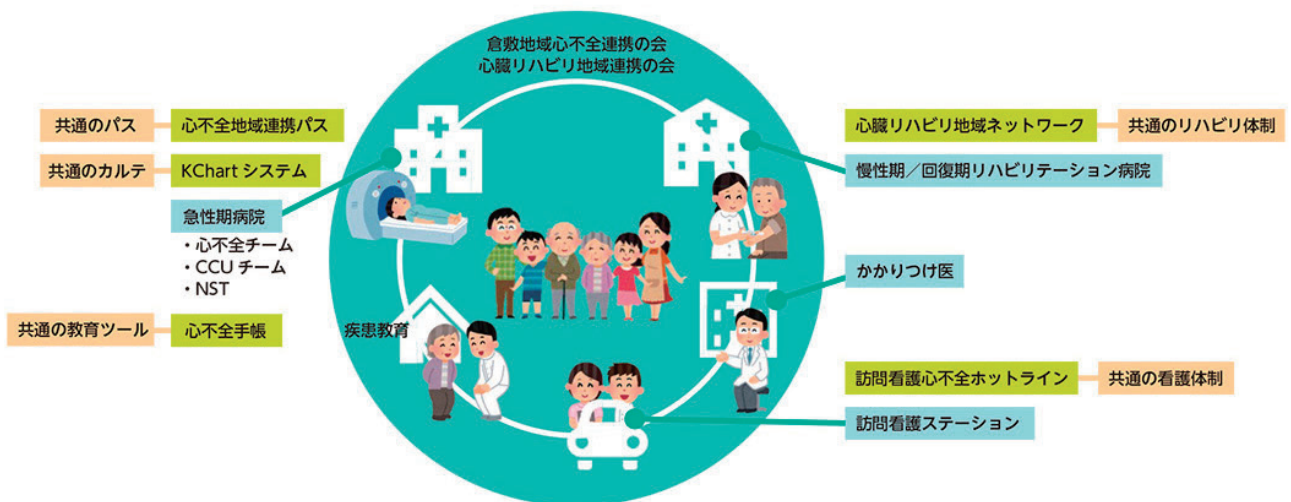 倉敷地域心不全連携の会
心臓リハビリ地域連携の会
共通のパス
心不全地域連携パス
共通のカルテ
KChart システム
急性期病院
・心不全チーム
・CCU チーム
・NST
共通の教育ツール
心不全手帳
疾患教育
心臓リハビリ地域ネットワーク
共通のリハビリ体制
慢性期／回復期リハビリテーション病院
かかりつけ医
訪問看護心不全ホットライン
共通の看護体制
訪問看護ステーション